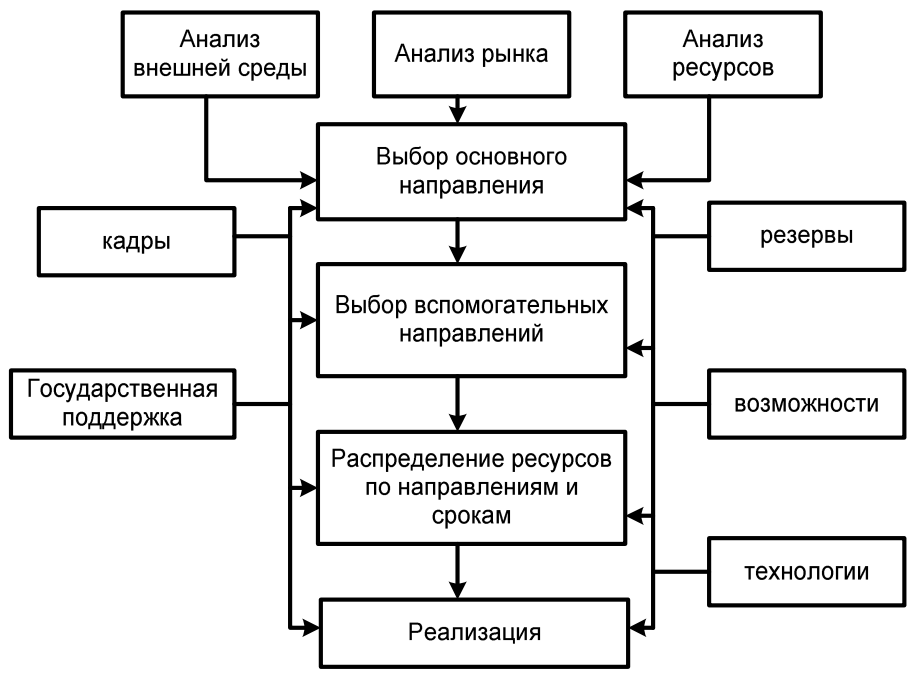 Анализ
внешней среды
Анализ рынка
Анализ
ресурсов
Выбор основного
направления
кадры
резервы
Выбор вспомогательных
направлений
Государственная
поддержка
возможности
Распределение ресурсов
по направлениям и
срокам
технологии
Реализация